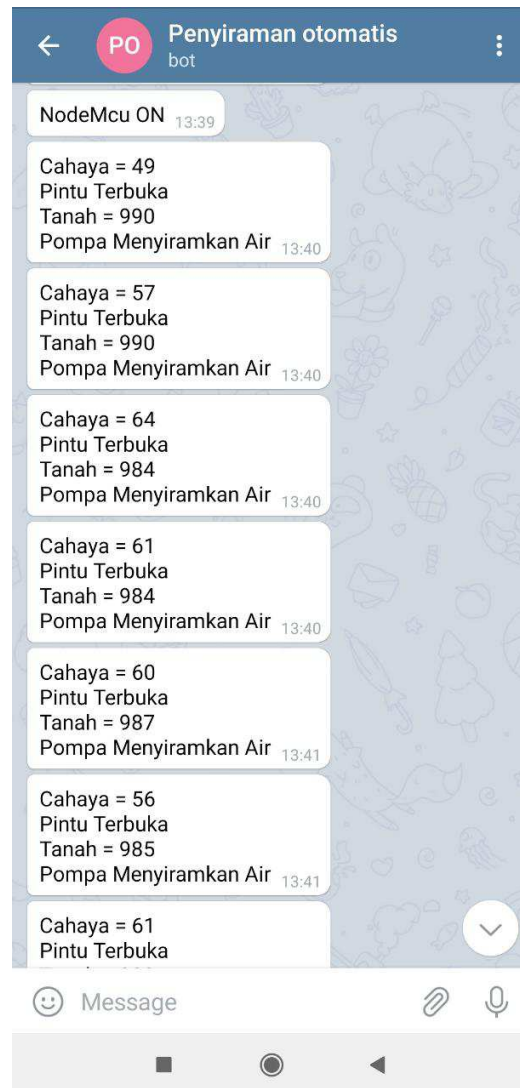 PO
Penyiraman otomatis
bot
NodeMcu ON 13:39
Cahaya = 49
Pintu Terbuka
Tanah = 990
Pompa Menyiramkan Air 13:40
Cahaya = 57
Pintu Terbuka
Tanah = 990
Pompa Menyiramkan Air 13:40
Cahaya = 64
Pintu Terbuka
Tanah = 984
Pompa Menyiramkan Air 13:40
Cahaya = 61
Pintu Terbuka
Tanah = 984
Pompa Menyiramkan Air 13:40
Cahaya = 60
Pintu Terbuka
Tanah = 987
Pompa Menyiramkan Air 13:41
Cahaya = 56
Pintu Terbuka
Tanah = 985
Pompa Menyiramkan Air 13:41
Cahaya = 61
Pintu Terbuka
Message